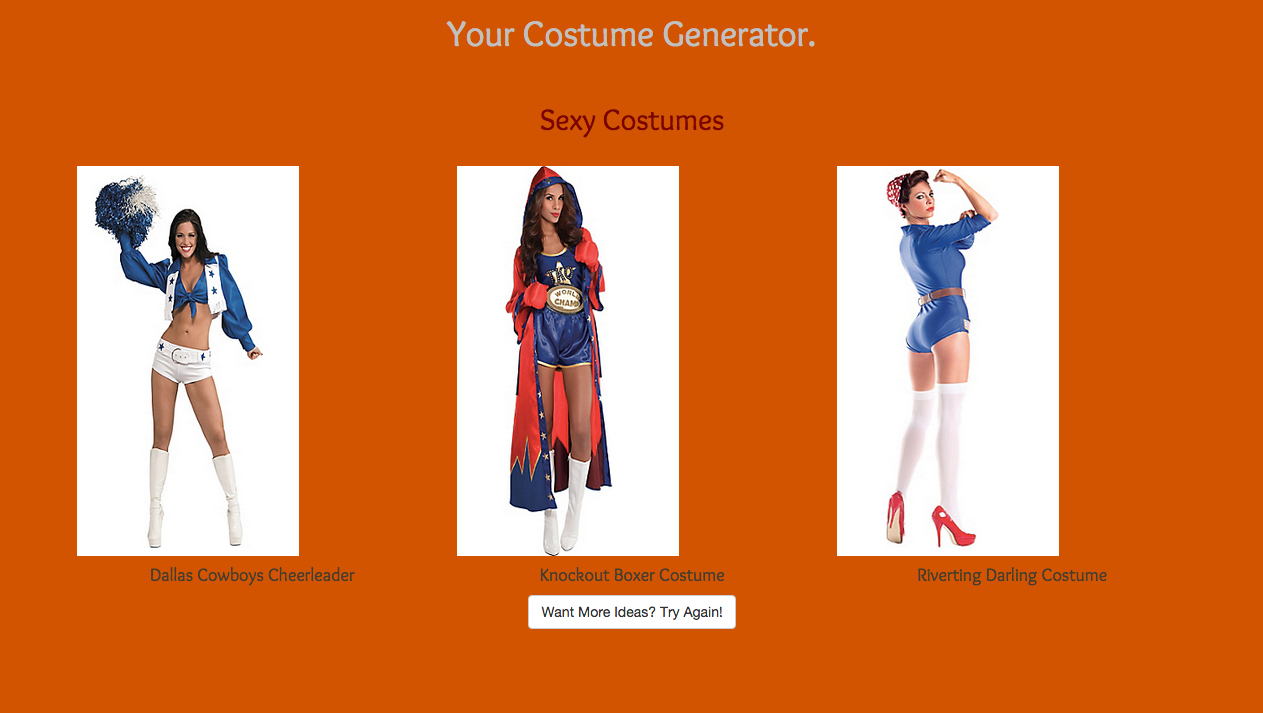 Your Costume Generator.
Sexy Costumes
WORLD
CHAMP
Dallas Cowboys Cheerleader
Knockout Boxer Costume
Riverting Darling Costume
Want More Ideas? Try Again!